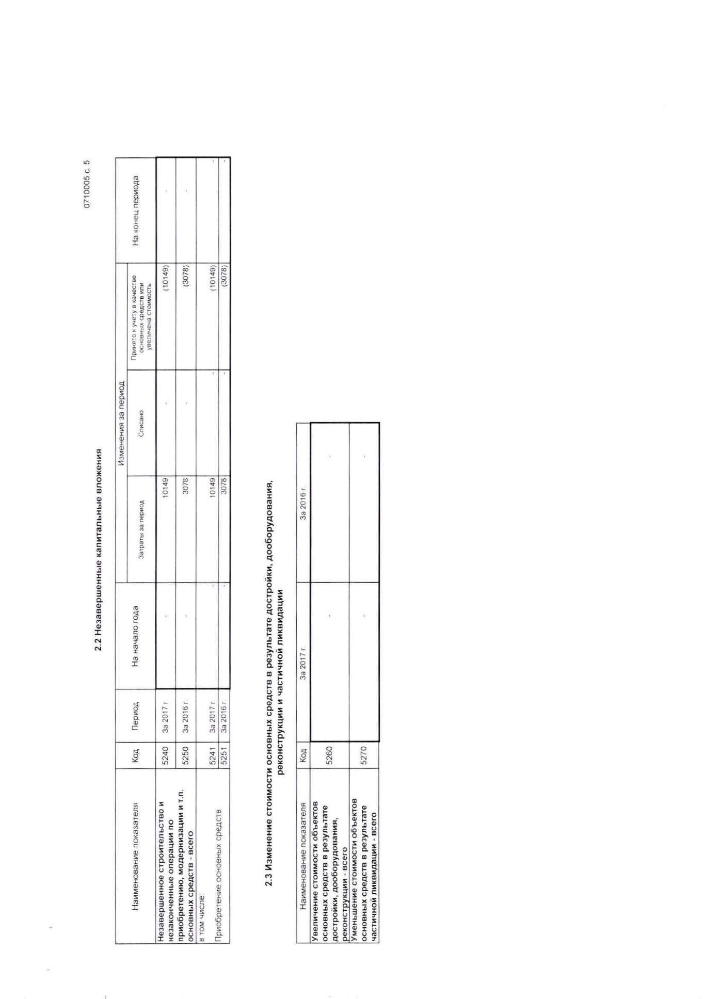 0710005 с. 5
2.2 Незавершенные капитальные вложения
Наименование показателя Код Период На начало года Изменения за период На конец периода
Затраты за период Списано Принято к учету в качестве
основных средств или
увеличена стоимость
Незавершенное строительство и
незаконченные операции по
приобретению, модернизации и т.п.
основных средств - всего
5240 За 2017 г. - 10149 - (10149) -
5250 За 2016 г. - 3078 - (3078) -
в том числе:
Приобретение основных средств
5241 За 2017 г. - 10149 - (10149) -
5251 За 2016 г. - 3078 - (3078) -
2.3 Изменение стоимости основных средств в результате достройки, дооборудования,
реконструкции и частичной ликвидации
Наименование показателя Код За 2017 г. За 2016 г.
Увеличение стоимости объектов
основных средств в результате
достройки, дооборудования,
реконструкции - всего
5260 - -
Уменьшение стоимости объектов
основных средств в результате
частичной ликвидации - всего
5270 - -